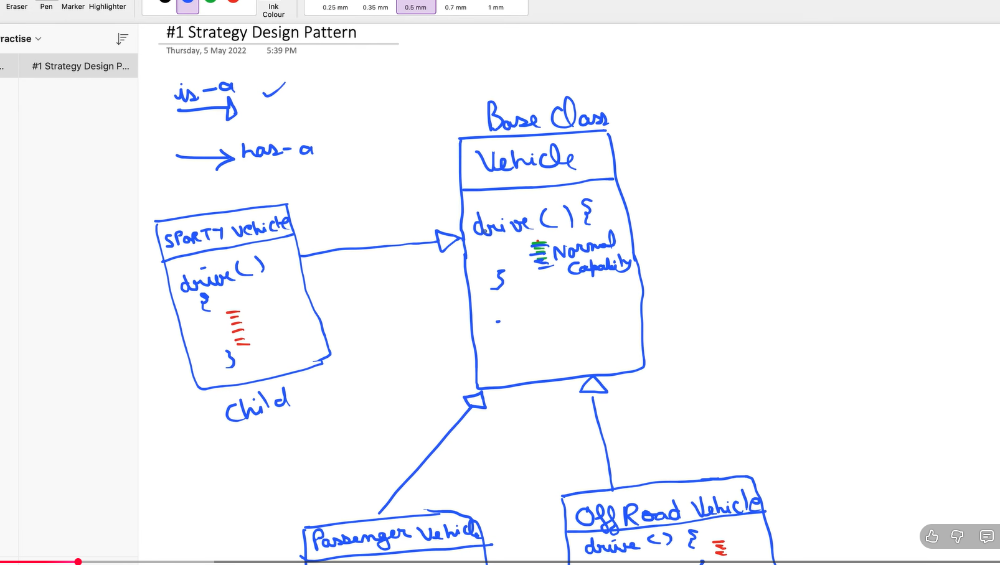 Eraser Pen Marker Highlighter
Ink Colour
0.25 mm 0.35 mm 0.5 mm 0.7 mm 1 mm
ractise
.. #1 Strategy Design P...
#1 Strategy Design Pattern
Thursday, 5 May 2022 5:39 PM
is-a
has-a
Base Class
Vehicle
drive () {
Normal
Capability
}
SPORTY Vehicle
drive ()
{
}
Child
Passenger Vehicle
Off Road Vehicle
drive () {